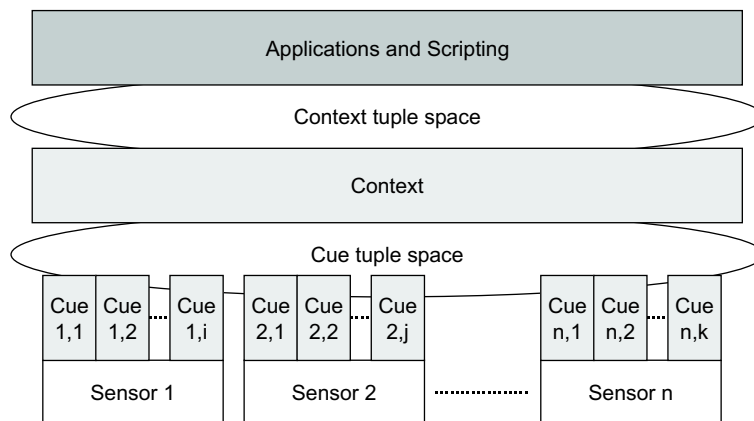 Applications and Scripting
Context tuple space
Context
Cue tuple space
Cue 1,1
Cue 1,2
Cue 1,i
Cue 2,1
Cue 2,2
Cue 2,j
Cue n,1
Cue n,2
Cue n,k
Sensor 1
Sensor 2
Sensor n